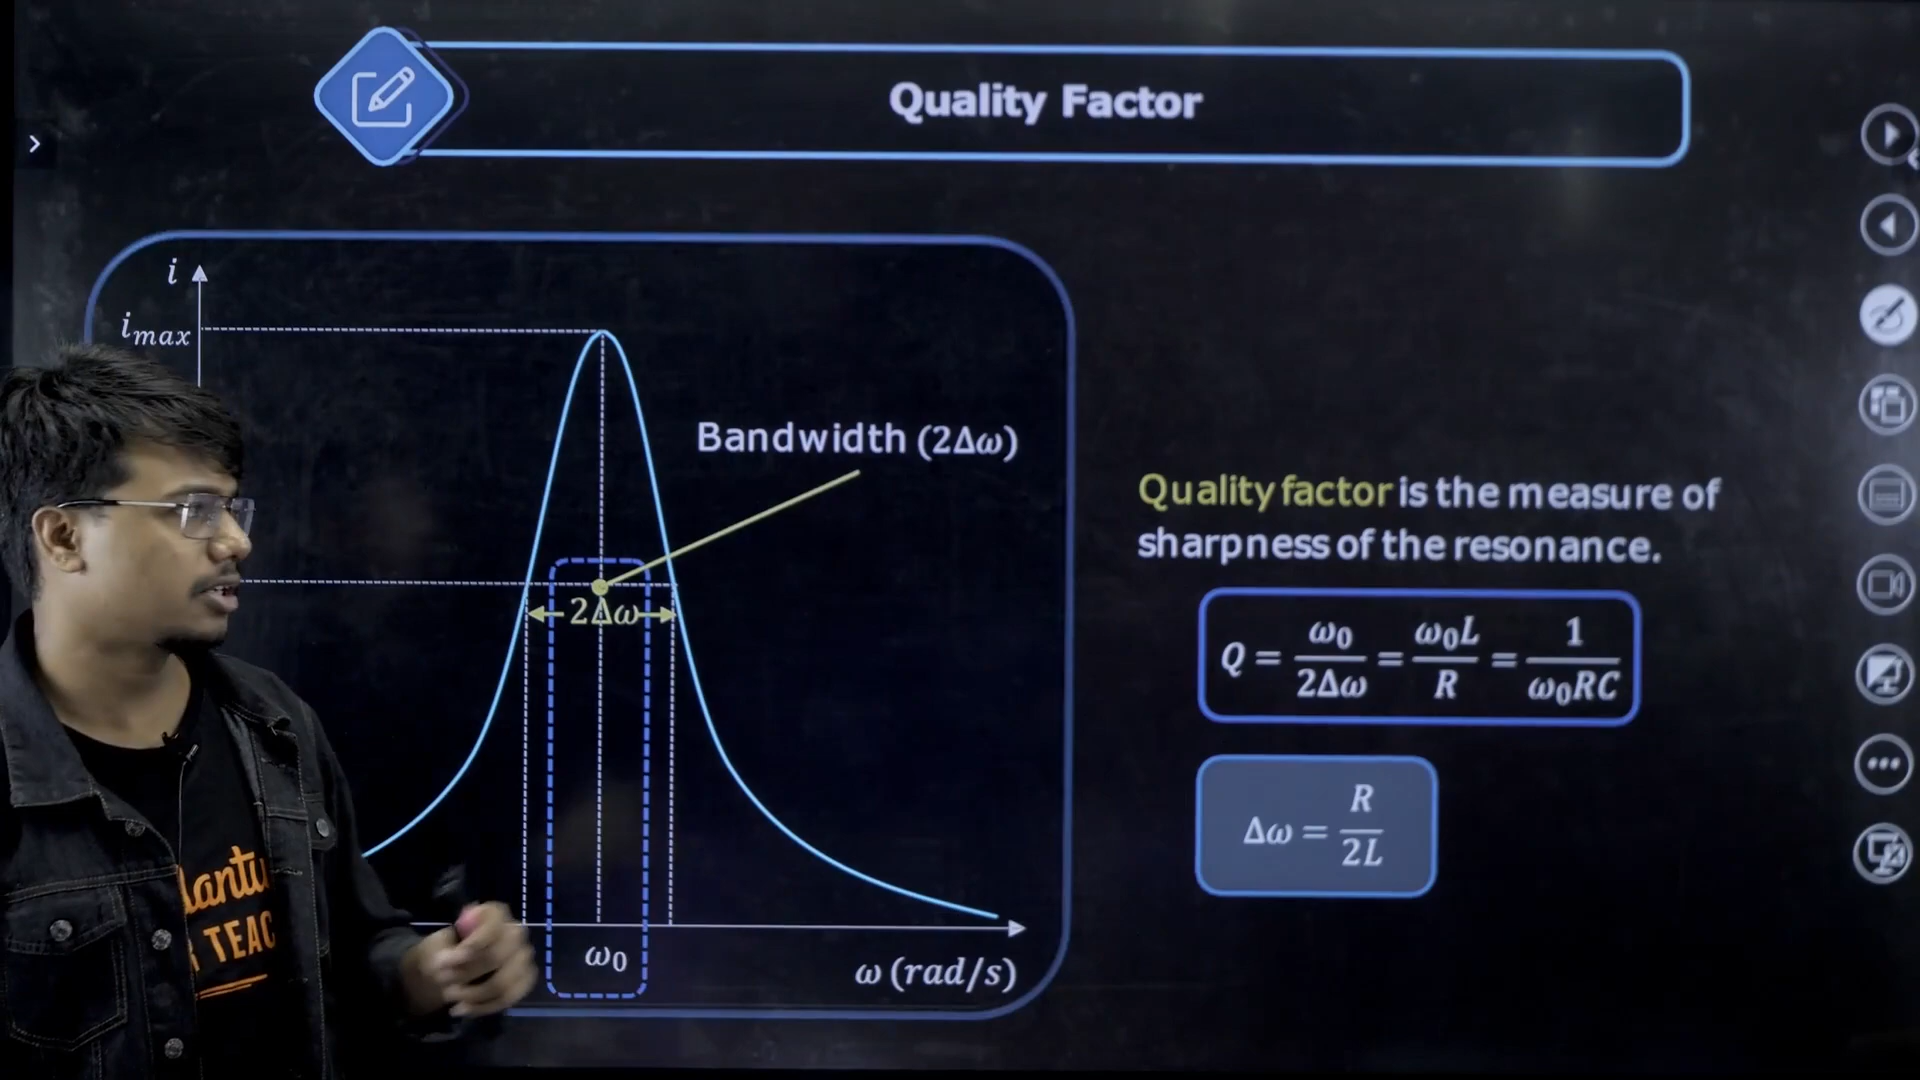 Quality Factor
i
i_max
Bandwidth (2Δω)
2Δω
ω₀
ω (rad/s)
Quality factor is the measure of
sharpness of the resonance.
Q = ω₀/2Δω = ω₀L/R = 1/ω₀RC
Δω = R/2L
TEAC